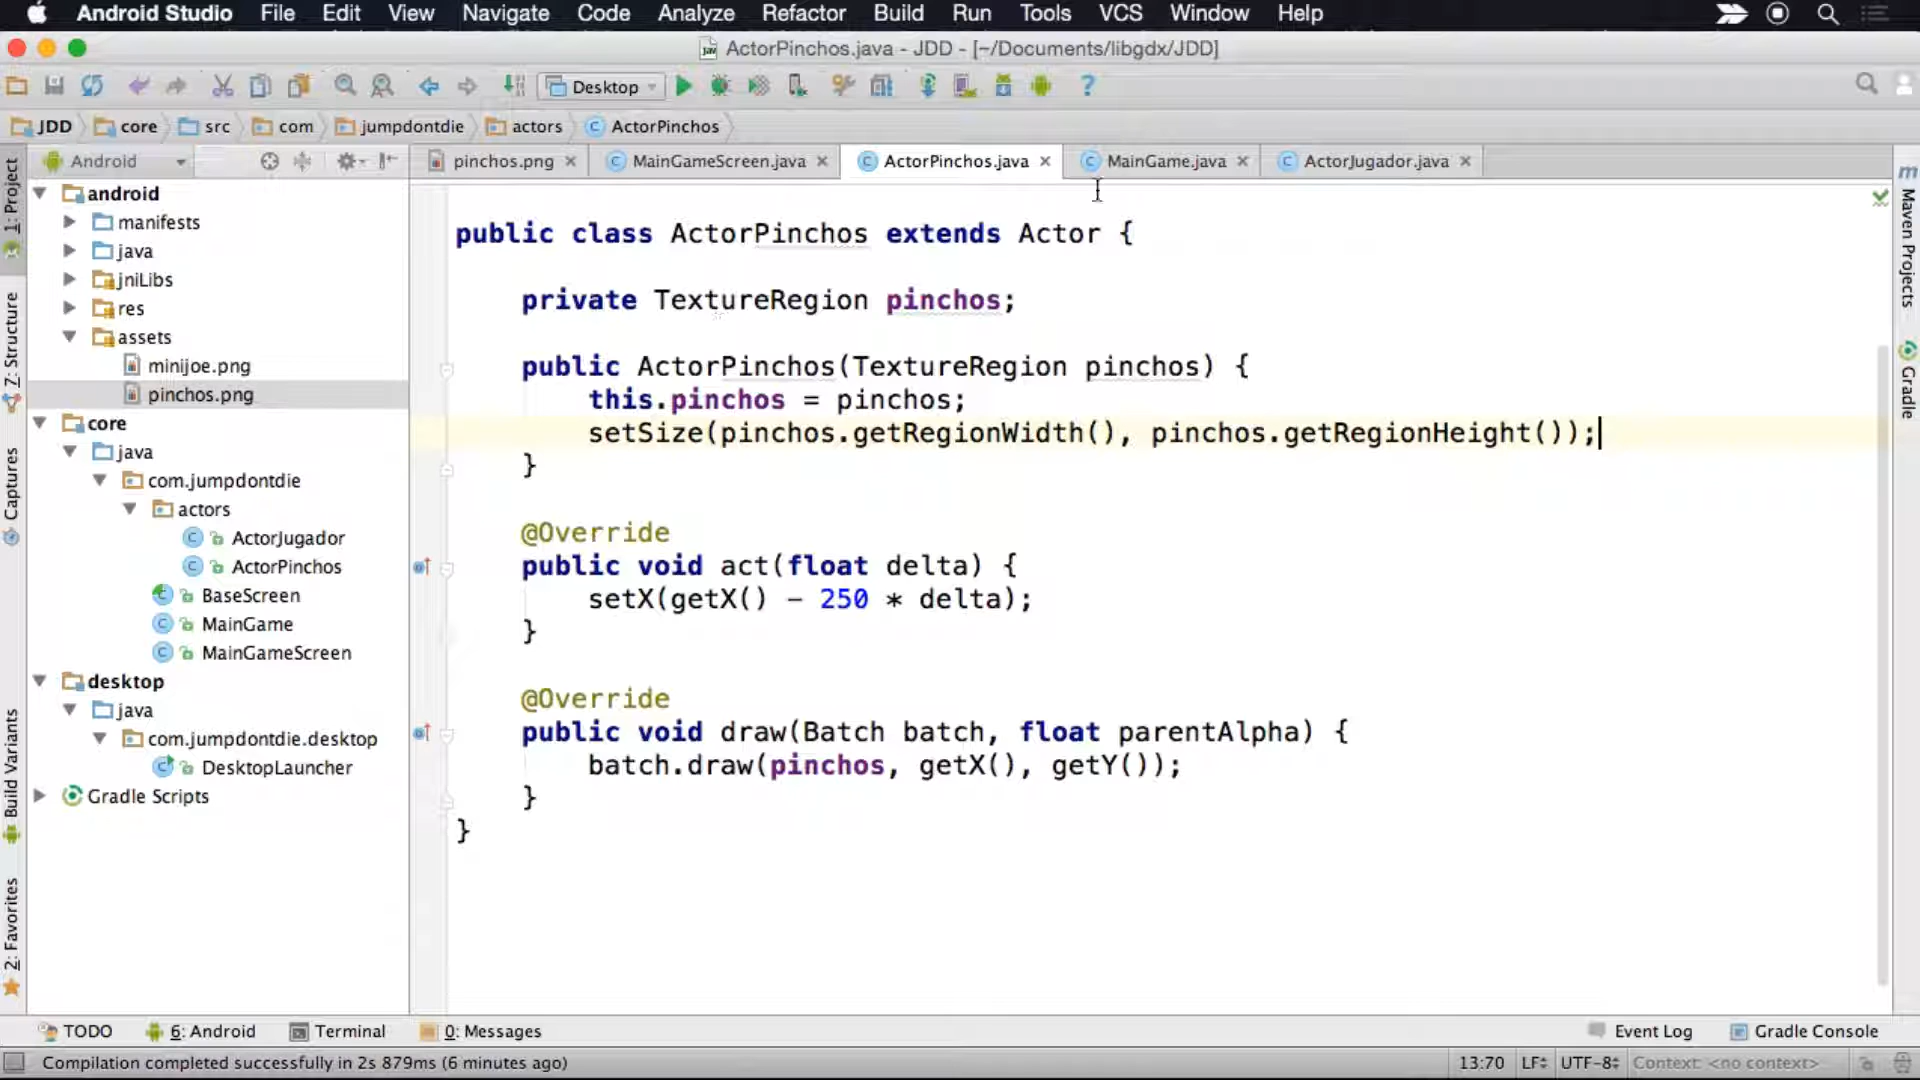 Android Studio File Edit View Navigate Code Analyze Refactor Build Run Tools VCS Window Help
ActorPinchos.java - JDD - [~/Documents/libgdx/JDD]
Desktop
JDD core src com jumpdontdie actors ActorPinchos
Android
pinchos.png MainGameScreen.java ActorPinchos.java MainGame.java ActorJugador.java
1: Project
7: Structure
Captures
Build Variants
2: Favorites
android
manifests
java
jniLibs
res
assets
minijoe.png
pinchos.png
core
java
com.jumpdontdie
actors
ActorJugador
ActorPinchos
BaseScreen
MainGame
MainGameScreen
desktop
java
com.jumpdontdie.desktop
DesktopLauncher
Gradle Scripts
public class ActorPinchos extends Actor {
private TextureRegion pinchos;
public ActorPinchos(TextureRegion pinchos) {
this.pinchos = pinchos;
setSize(pinchos.getRegionWidth(), pinchos.getRegionHeight());
}
@Override
public void act(float delta) {
setX(getX() - 250 * delta);
}
@Override
public void draw(Batch batch, float parentAlpha) {
batch.draw(pinchos, getX(), getY());
}
}
m
Maven Projects
Gradle
TODO 6: Android Terminal 0: Messages Event Log Gradle Console
Compilation completed successfully in 2s 879ms (6 minutes ago) 13:70 LF UTF-8 Context: <no context>